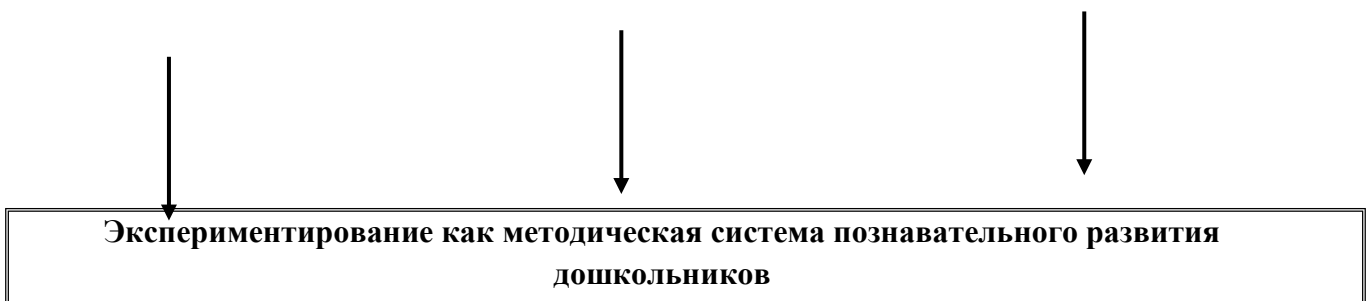 Экспериментирование как методическая система познавательного развития
дошкольников